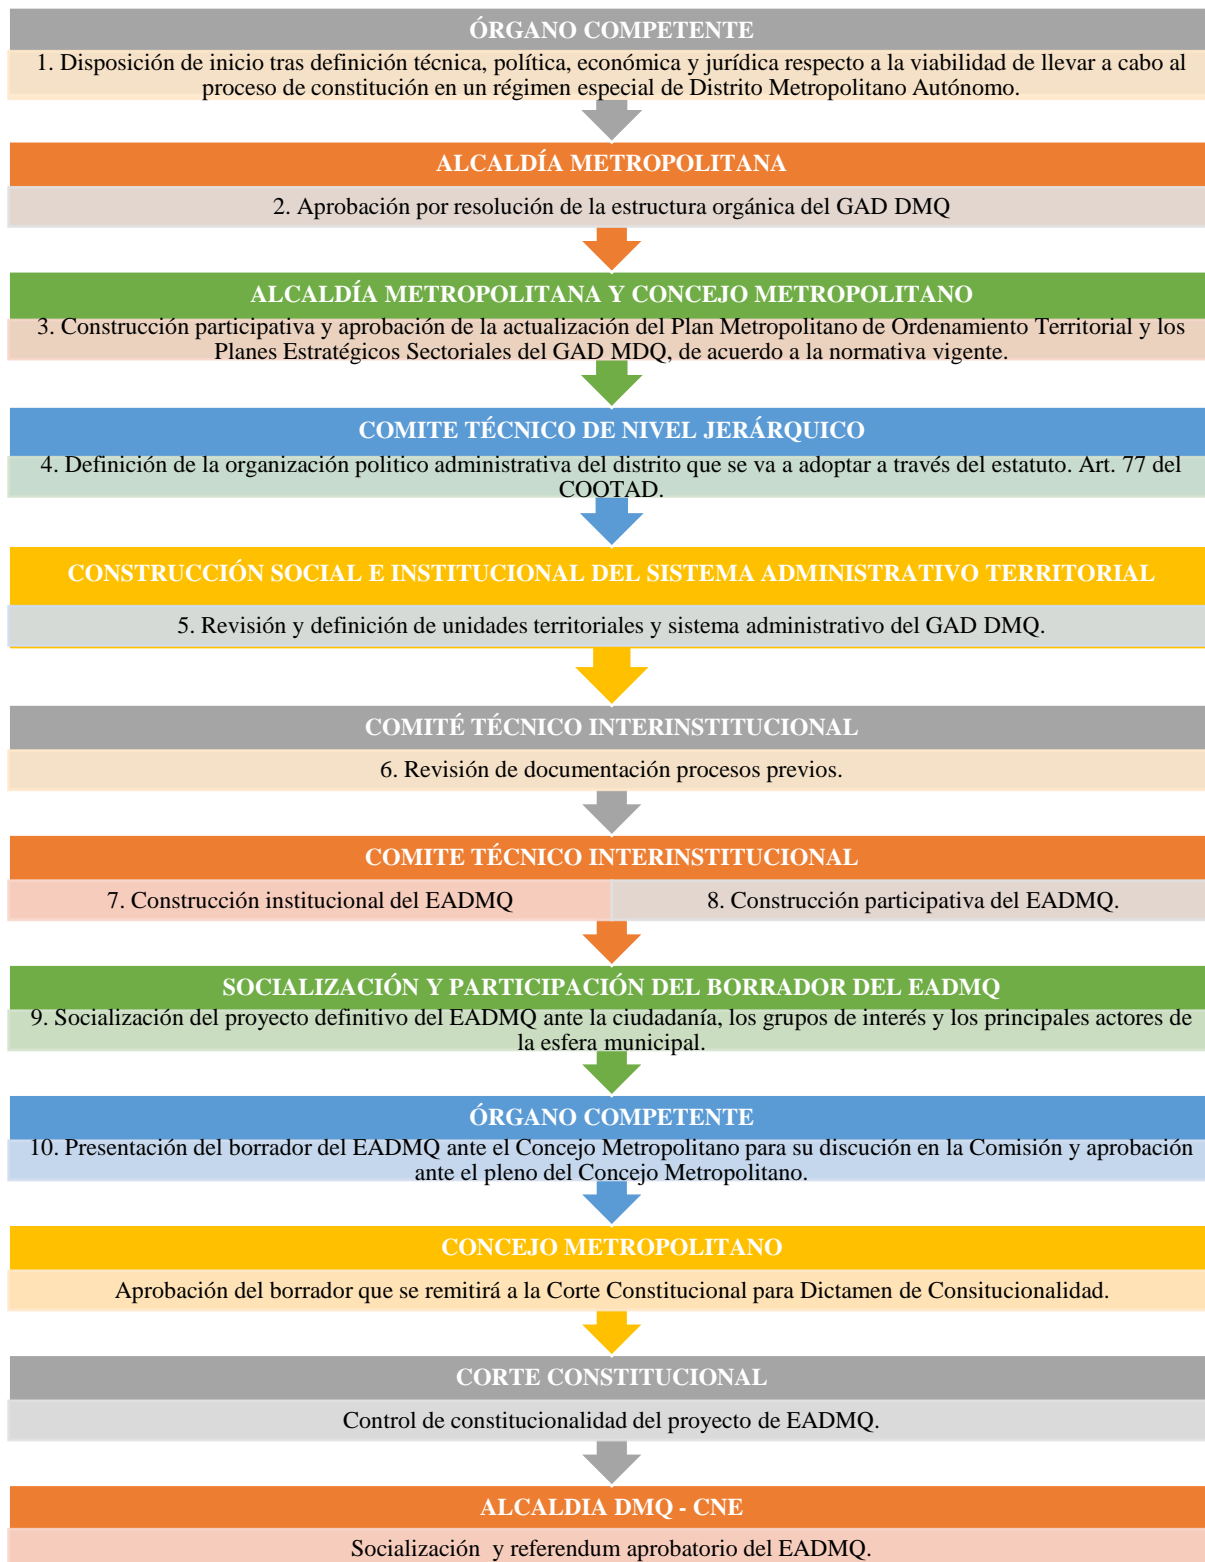 ÓRGANO COMPETENTE
1. Disposición de inicio tras definición técnica, política, económica y jurídica respecto a la viabilidad de llevar a cabo al
proceso de constitución en un régimen especial de Distrito Metropolitano Autónomo.
ALCALDÍA METROPOLITANA
2. Aprobación por resolución de la estructura orgánica del GAD DMQ
ALCALDÍA METROPOLITANA Y CONCEJO METROPOLITANO
3. Construcción participativa y aprobación de la actualización del Plan Metropolitano de Ordenamiento Territorial y los
Planes Estratégicos Sectoriales del GAD MDQ, de acuerdo a la normativa vigente.
COMITE TÉCNICO DE NIVEL JERÁRQUICO
4. Definición de la organización politico administrativa del distrito que se va a adoptar a través del estatuto. Art. 77 del
COOTAD.
CONSTRUCCIÓN SOCIAL E INSTITUCIONAL DEL SISTEMA ADMINISTRATIVO TERRITORIAL
5. Revisión y definición de unidades territoriales y sistema administrativo del GAD DMQ.
COMITÉ TÉCNICO INTERINSTITUCIONAL
6. Revisión de documentación procesos previos.
COMITE TÉCNICO INTERINSTITUCIONAL
7. Construcción institucional del EADMQ
8. Construcción participativa del EADMQ.
SOCIALIZACIÓN Y PARTICIPACIÓN DEL BORRADOR DEL EADMQ
9. Socialización del proyecto definitivo del EADMQ ante la ciudadanía, los grupos de interés y los principales actores de
la esfera municipal.
ÓRGANO COMPETENTE
10. Presentación del borrador del EADMQ ante el Concejo Metropolitano para su discución en la Comisión y aprobación
ante el pleno del Concejo Metropolitano.
CONCEJO METROPOLITANO
Aprobación del borrador que se remitirá a la Corte Constitucional para Dictamen de Consitucionalidad.
CORTE CONSTITUCIONAL
Control de constitucionalidad del proyecto de EADMQ.
ALCALDIA DMQ - CNE
Socialización y referendum aprobatorio del EADMQ.